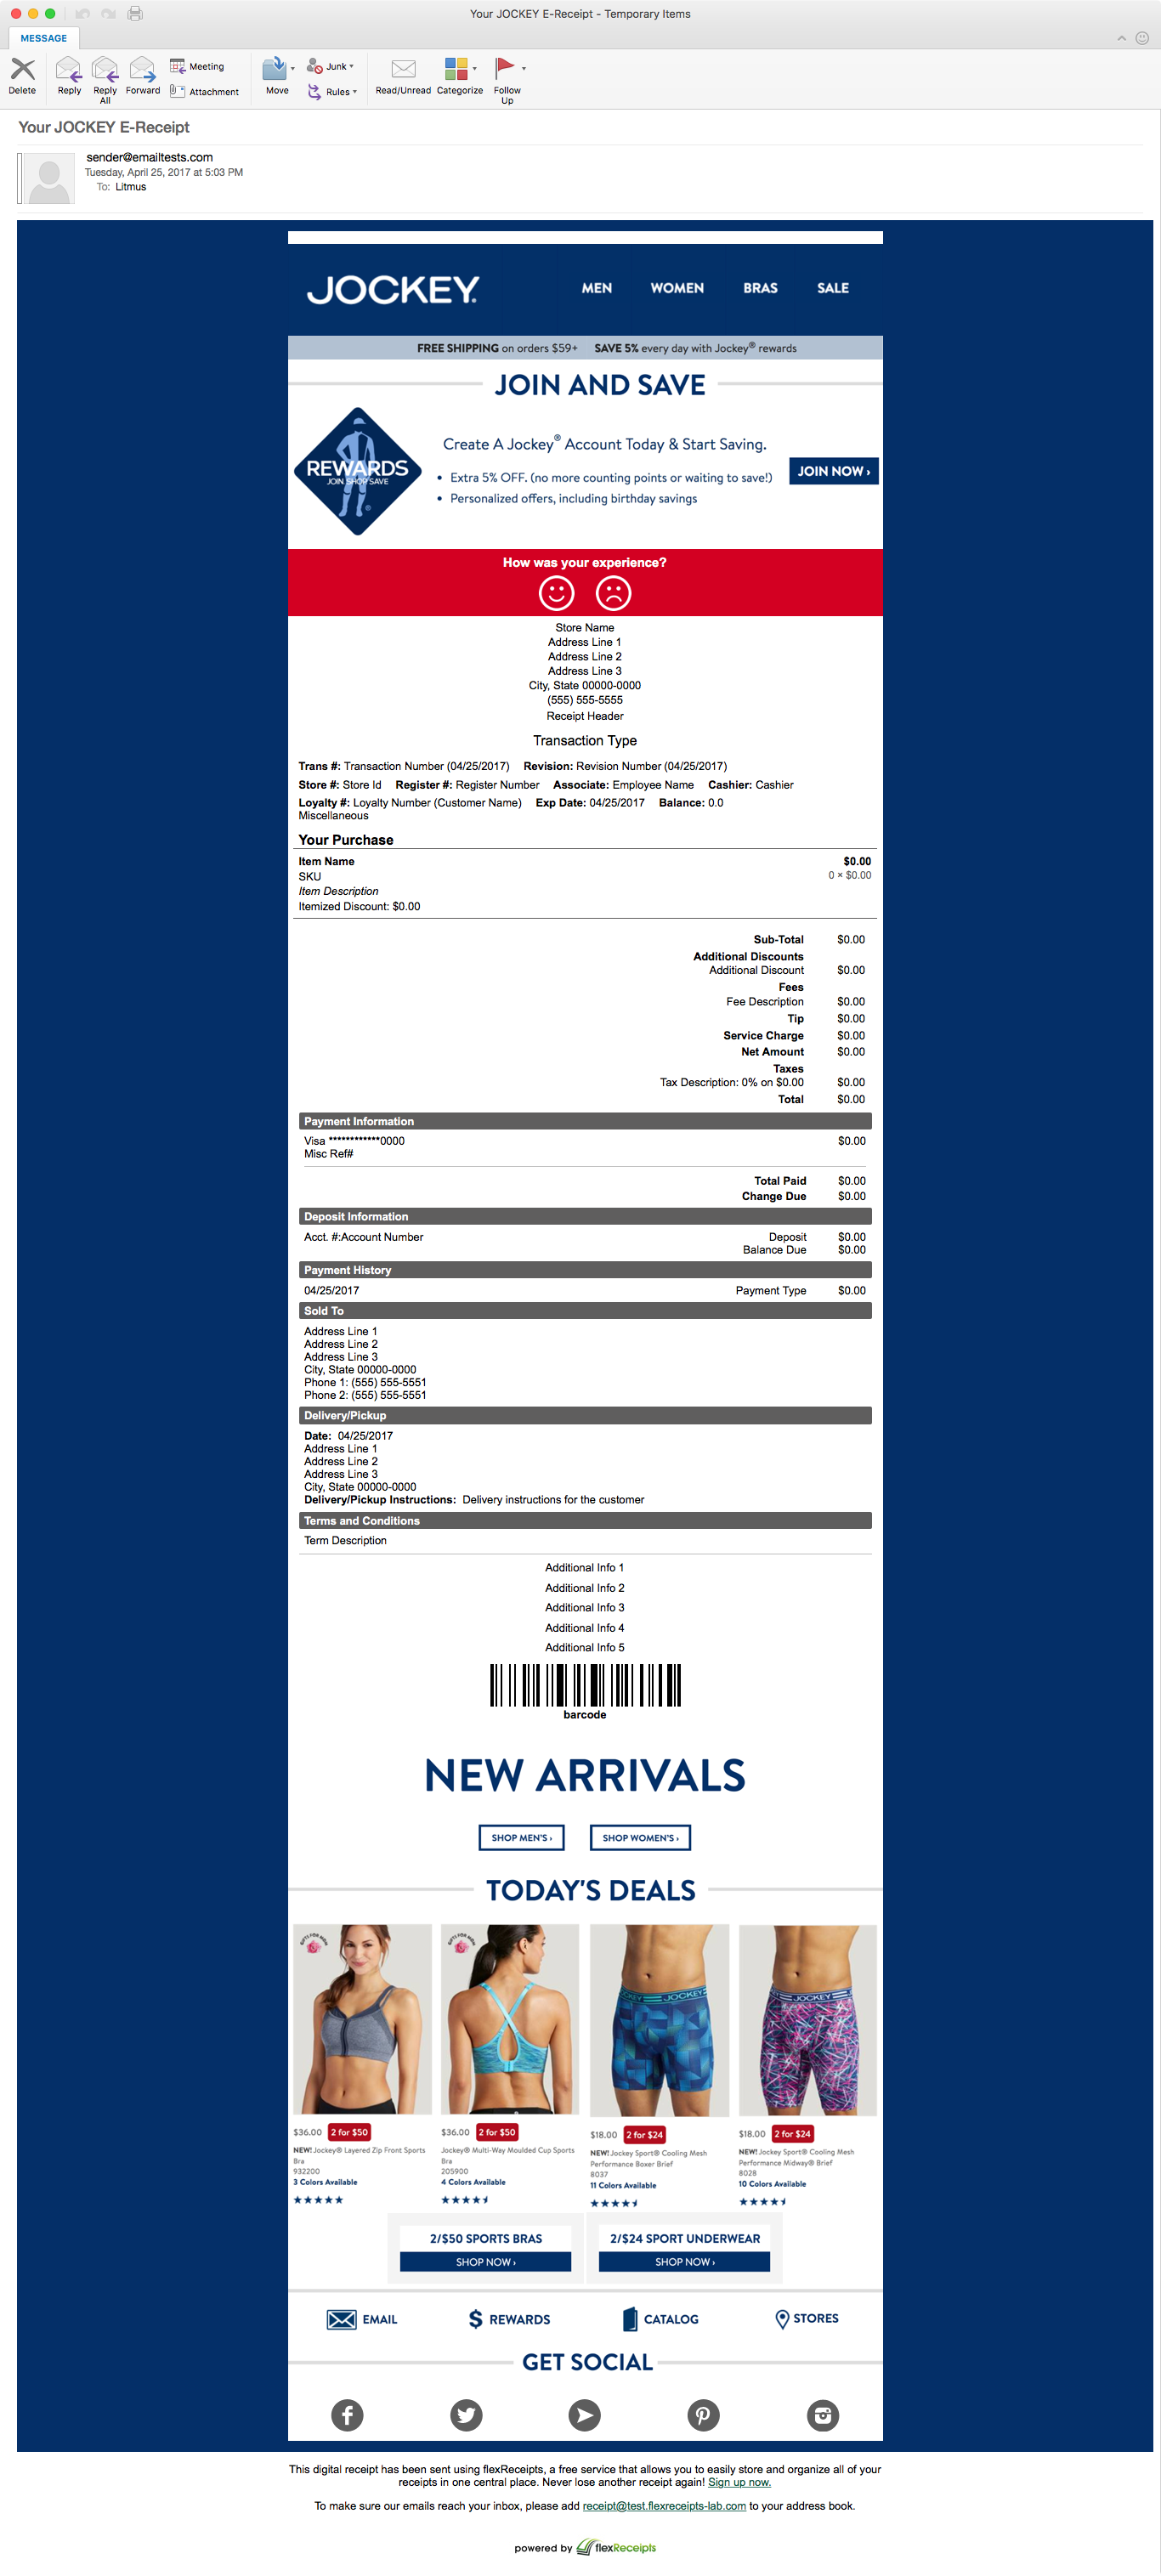 Your JOCKEY E-Receipt - Temporary Items
MESSAGE
Delete
Reply
Reply All
Forward
Meeting
Attachment
Move
Junk
Rules
Read/Unread
Categorize
Follow Up
Your JOCKEY E-Receipt
sender@emailtests.com
Tuesday, April 25, 2017 at 5:03 PM
To: Litmus
JOCKEY®
MEN WOMEN BRAS SALE
FREE SHIPPING on orders $59+ SAVE 5% every day with Jockey® rewards
JOIN AND SAVE
REWARDS
JOIN SHOP SAVE
Create A Jockey® Account Today & Start Saving.
• Extra 5% OFF. (no more counting points or waiting to save!)
• Personalized offers, including birthday savings
JOIN NOW ›
How was your experience?
Store Name
Address Line 1
Address Line 2
Address Line 3
City, State 00000-0000
(555) 555-5555
Receipt Header
Transaction Type
Trans #: Transaction Number (04/25/2017) Revision: Revision Number (04/25/2017)
Store #: Store Id Register #: Register Number Associate: Employee Name Cashier: Cashier
Loyalty #: Loyalty Number (Customer Name) Exp Date: 04/25/2017 Balance: 0.0
Miscellaneous
Your Purchase
Item Name $0.00
SKU 0 × $0.00
Item Description
Itemized Discount: $0.00
Sub-Total $0.00
Additional Discounts
Additional Discount $0.00
Fees
Fee Description $0.00
Tip $0.00
Service Charge $0.00
Net Amount $0.00
Taxes
Tax Description: 0% on $0.00 $0.00
Total $0.00
Payment Information
Visa ************0000 $0.00
Misc Ref#
Total Paid $0.00
Change Due $0.00
Deposit Information
Acct. #:Account Number Deposit $0.00
Balance Due $0.00
Payment History
04/25/2017 Payment Type $0.00
Sold To
Address Line 1
Address Line 2
Address Line 3
City, State 00000-0000
Phone 1: (555) 555-5551
Phone 2: (555) 555-5551
Delivery/Pickup
Date: 04/25/2017
Address Line 1
Address Line 2
Address Line 3
City, State 00000-0000
Delivery/Pickup Instructions: Delivery instructions for the customer
Terms and Conditions
Term Description
Additional Info 1
Additional Info 2
Additional Info 3
Additional Info 4
Additional Info 5
barcode
NEW ARRIVALS
SHOP MEN'S ›
SHOP WOMEN'S ›
TODAY'S DEALS
GIFTS FOR MOM
GIFTS FOR MOM
JOCKEY
JOCKEY
$36.00 2 for $50
NEW! Jockey® Layered Zip Front Sports
Bra
932200
3 Colors Available
$36.00 2 for $50
Jockey® Multi-Way Moulded Cup Sports
Bra
205900
4 Colors Available
$18.00 2 for $24
NEW! Jockey Sport® Cooling Mesh
Performance Boxer Brief
8037
11 Colors Available
$18.00 2 for $24
NEW! Jockey Sport® Cooling Mesh
Performance Midway® Brief
8028
10 Colors Available
2/$50 SPORTS BRAS
SHOP NOW ›
2/$24 SPORT UNDERWEAR
SHOP NOW ›
EMAIL
REWARDS
CATALOG
STORES
GET SOCIAL
This digital receipt has been sent using flexReceipts, a free service that allows you to easily store and organize all of your
receipts in one central place. Never lose another receipt again! Sign up now.
To make sure our emails reach your inbox, please add receipt@test.flexreceipts-lab.com to your address book.
powered by flexReceipts